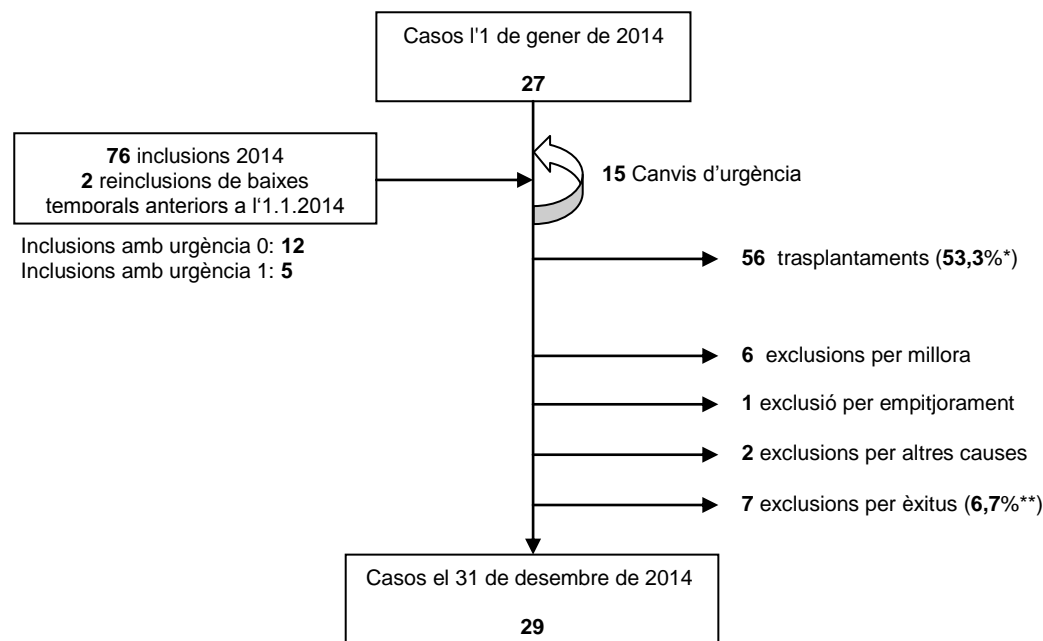 Casos l'1 de gener de 2014
27
76 inclusions 2014
2 reinclusions de baixes
temporals anteriors a l'1.1.2014
Inclusions amb urgència 0: 12
Inclusions amb urgència 1: 5
15 Canvis d'urgència
56 trasplantaments (53,3%*)
6 exclusions per millora
1 exclusió per empitjorament
2 exclusions per altres causes
7 exclusions per èxitus (6,7%**)
Casos el 31 de desembre de 2014
29